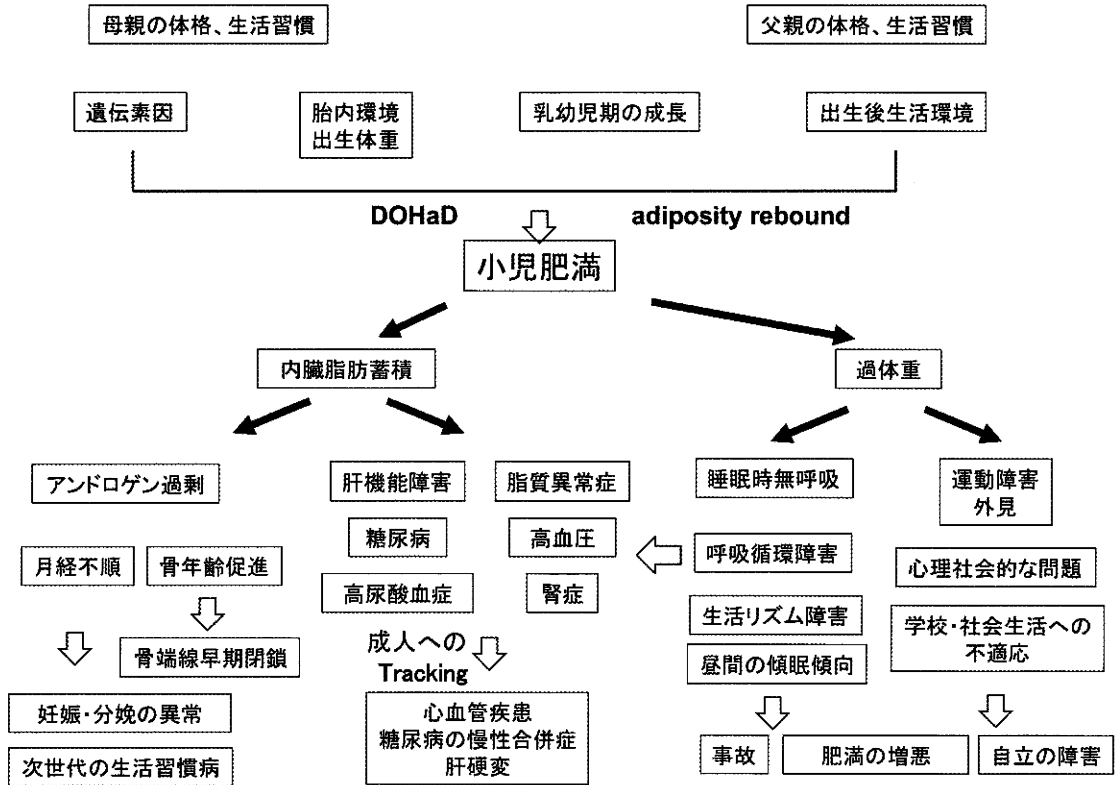 母親の体格、生活習慣
父親の体格、生活習慣
遺伝素因
胎内環境
出生体重
乳幼児期の成長
出生後生活環境
DOHaD
adiposity rebound
小児肥満
内臓脂肪蓄積
過体重
アンドロゲン過剰
肝機能障害
脂質異常症
睡眠時無呼吸
運動障害
外見
糖尿病
高血圧
呼吸循環障害
月経不順
骨年齢促進
心理社会的な問題
高尿酸血症
腎症
生活リズム障害
学校・社会生活への
不適応
骨端線早期閉鎖
成人への
Tracking
昼間の傾眠傾向
妊娠・分娩の異常
心血管疾患
糖尿病の慢性合併症
肝硬変
次世代の生活習慣病
事故
肥満の増悪
自立の障害